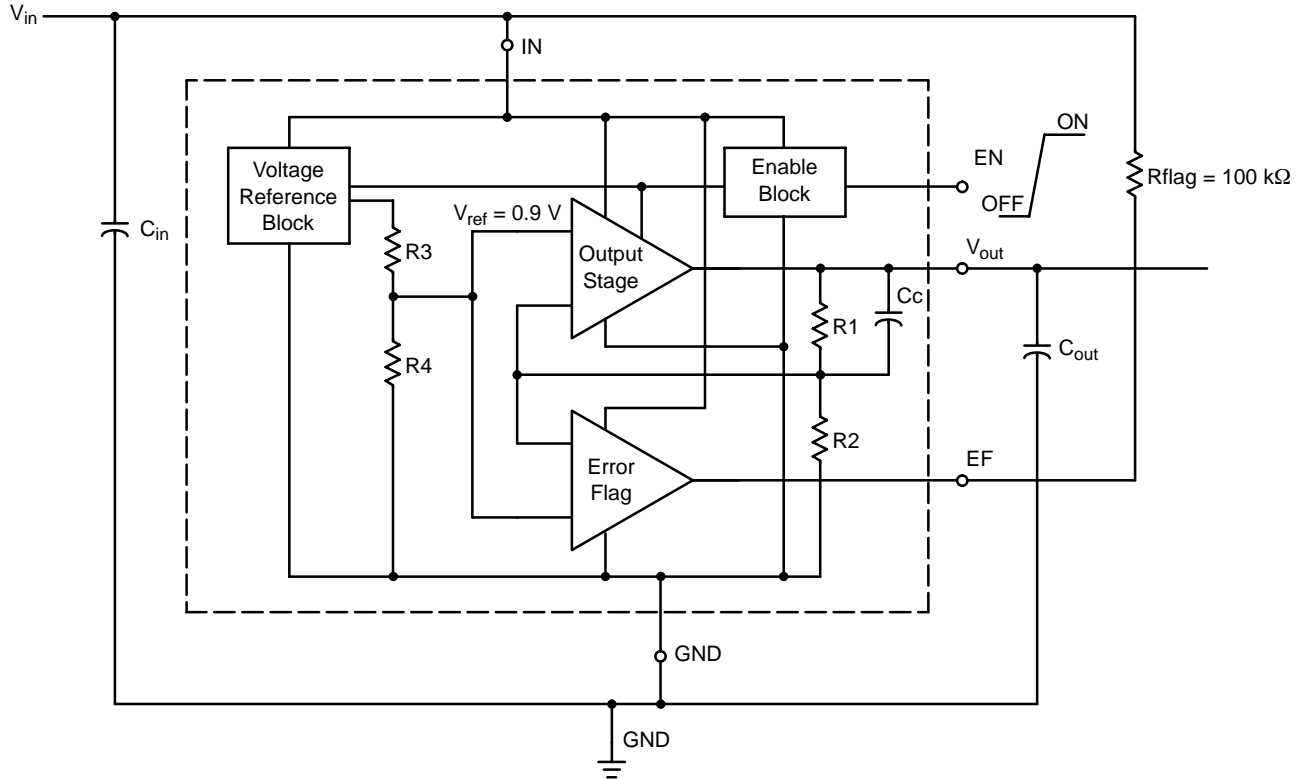 Vin
IN
ON
EN
OFF
Rflag = 100 kΩ
Voltage
Reference
Block
Enable
Block
Cin
Vref = 0.9 V
R3
Output
Stage
Vout
Cc
R1
R4
Cout
R2
Error
Flag
EF
GND
GND